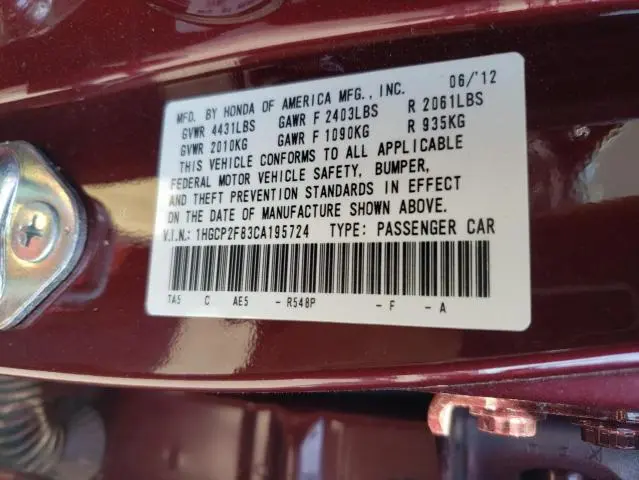 MFD. BY HONDA OF AMERICA MFG., INC. 06/'12
GVWR 4431LBS GAWR F 2403LBS R 2061LBS
GVWR 2010KG GAWR F 1090KG R 935KG
THIS VEHICLE CONFORMS TO ALL APPLICABLE
FEDERAL MOTOR VEHICLE SAFETY, BUMPER,
AND THEFT PREVENTION STANDARDS IN EFFECT
ON THE DATE OF MANUFACTURE SHOWN ABOVE.
V.I.N.: 1HGCP2F83CA195724 TYPE: PASSENGER CAR
TA5 C AE5 - R548P - F - A